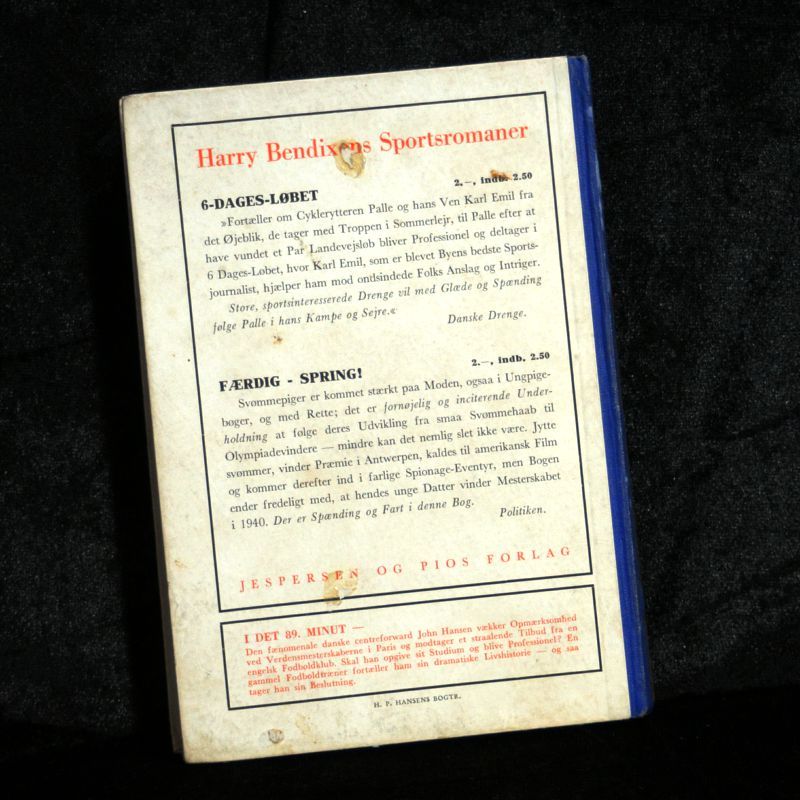 Harry Bendixens Sportsromaner
6-DAGES-LØBET
2.–, indb. 2.50
»Fortæller om Cyklerytteren Palle og hans Ven Karl Emil fra
det Øjeblik, de tager med Troppen i Sommerlejr, til Palle efter at
have vundet et Par Landevejsløb bliver Professionel og deltager i
6 Dages-Løbet, hvor Karl Emil, som er blevet Byens bedste Sports-
journalist, hjælper ham mod ondsindede Folks Anslag og Intriger.
Store, sportsinteresserede Drenge vil med Glæde og Spænding
følge Palle i hans Kampe og Sejre.«
Danske Drenge.
FÆRDIG - SPRING!
2.–, indb. 2.50
Svømmepiger er kommet stærkt paa Moden, ogsaa i Ungpige-
bøger, og med Rette; det er fornøjelig og inciterende Under-
holdning at følge deres Udvikling fra smaa Svømmehaab til
Olympiadevindere — mindre kan det nemlig slet ikke være. Jytte
svømmer, vinder Præmie i Antwerpen, kaldes til amerikansk Film
og kommer derefter ind i farlige Spionage-Eventyr, men Bogen
ender fredeligt med, at hendes unge Datter vinder Mesterskabet
i 1940. Der er Spænding og Fart i denne Bog.
Politiken.
JESPERSEN OG PIOS FORLAG
I DET 89. MINUT —
Den fænomenale danske centreforward John Hansen vækker Opmærksomhed
ved Verdensmesterskaberne i Paris og modtager et straalende Tilbud fra en
engelsk Fodboldklub. Skal han opgive sit Studium og blive Professionel? En
gammel Fodboldtræner fortæller ham sin dramatiske Livshistorie — og saa
tager han sin Beslutning.
H. P. HANSENS BOGTR.